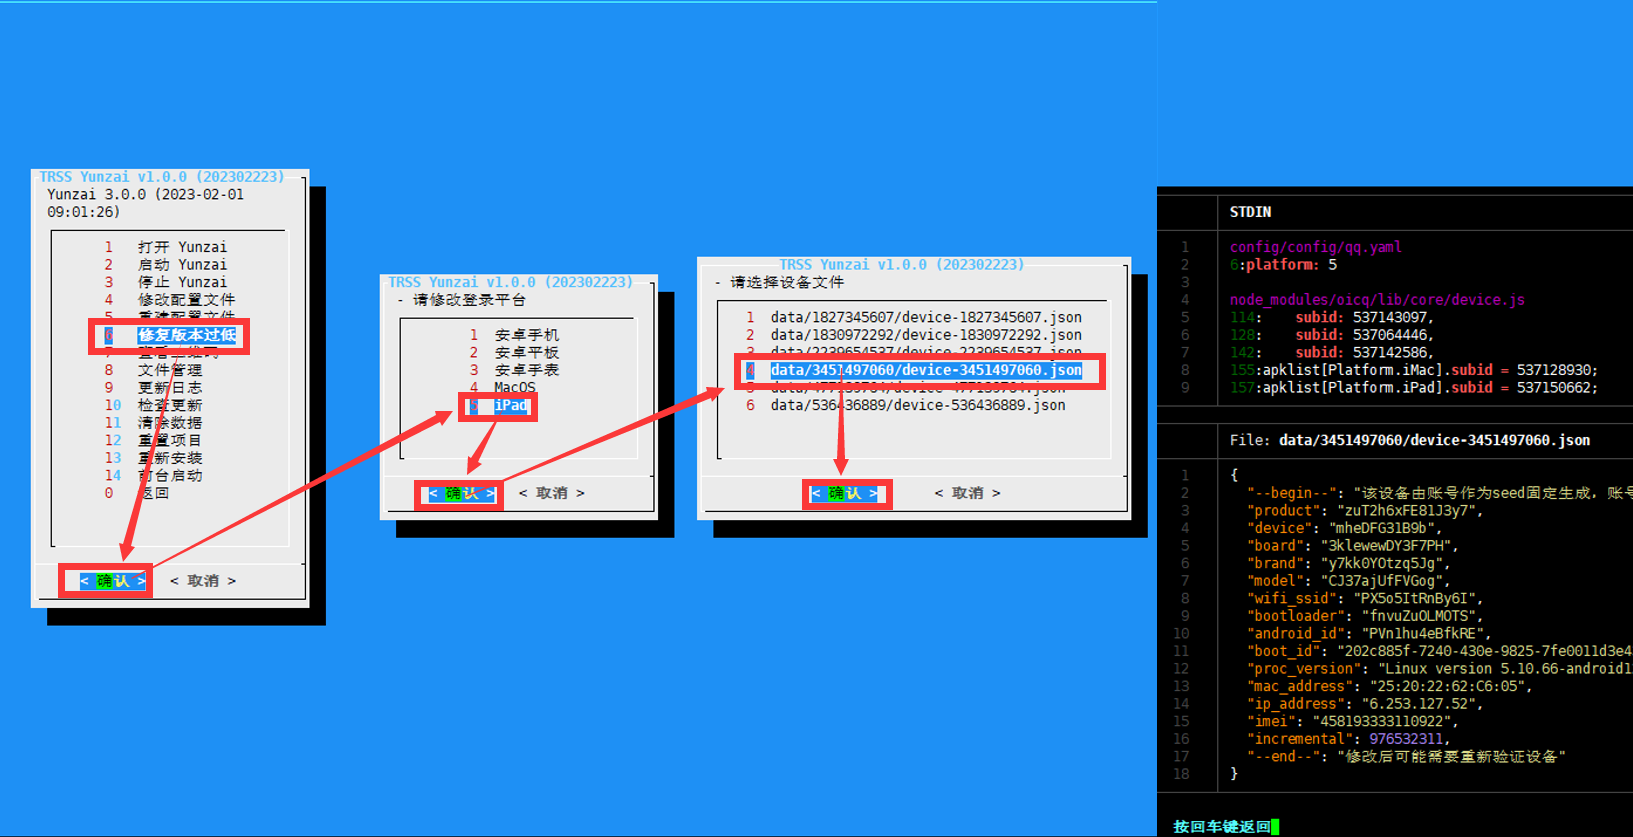 TRSS Yunzai v1.0.0 (202302223)
Yunzai 3.0.0 (2023-02-01
09:01:26)
1 打开 Yunzai
2 启动 Yunzai
3 停止 Yunzai
4 修改配置文件
5 重建配置文件
6 修复版本过低
7 查看二维码
8 文件管理
9 更新日志
10 检查更新
11 清除数据
12 重置项目
13 重新安装
14 前台启动
0 返回
< 确认 > < 取消 >
TRSS Yunzai v1.0.0 (202302223)
- 请修改登录平台
1 安卓手机
2 安卓平板
3 安卓手表
4 MacOS
5 iPad
< 确认 > < 取消 >
TRSS Yunzai v1.0.0 (202302223)
- 请选择设备文件
1 data/1827345607/device-1827345607.json
2 data/1830972292/device-1830972292.json
3 data/2239654537/device-2239654537.json
4 data/3451497060/device-3451497060.json
5
6 data/536436889/device-536436889.json
< 确认 > < 取消 >
STDIN
1 config/config/qq.yaml
2 6:platform: 5
3
4 node_modules/oicq/lib/core/device.js
5 114: subid: 537143097,
6 128: subid: 537064446,
7 142: subid: 537142586,
8 155:apklist[Platform.iMac].subid = 537128930;
9 157:apklist[Platform.iPad].subid = 537150662;
File: data/3451497060/device-3451497060.json
1 {
2 "--begin--": "该设备由账号作为seed固定生成，账号
3 "product": "zuT2h6xFE81J3y7",
4 "device": "mheDFG31B9b",
5 "board": "3klewewDY3F7PH",
6 "brand": "y7kk0YOtzq5Jg",
7 "model": "CJ37ajUfFVGog",
8 "wifi_ssid": "PX5o5ItRnBy6I",
9 "bootloader": "fnvuZuOLMOTS",
10 "android_id": "PVn1hu4eBfkRE",
11 "boot_id": "202c885f-7240-430e-9825-7fe0011d3e4
12 "proc_version": "Linux version 5.10.66-android1
13 "mac_address": "25:20:22:62:C6:05",
14 "ip_address": "6.253.127.52",
15 "imei": "458193333110922",
16 "incremental": 976532311,
17 "--end--": "修改后可能需要重新验证设备"
18 }
按回车键返回